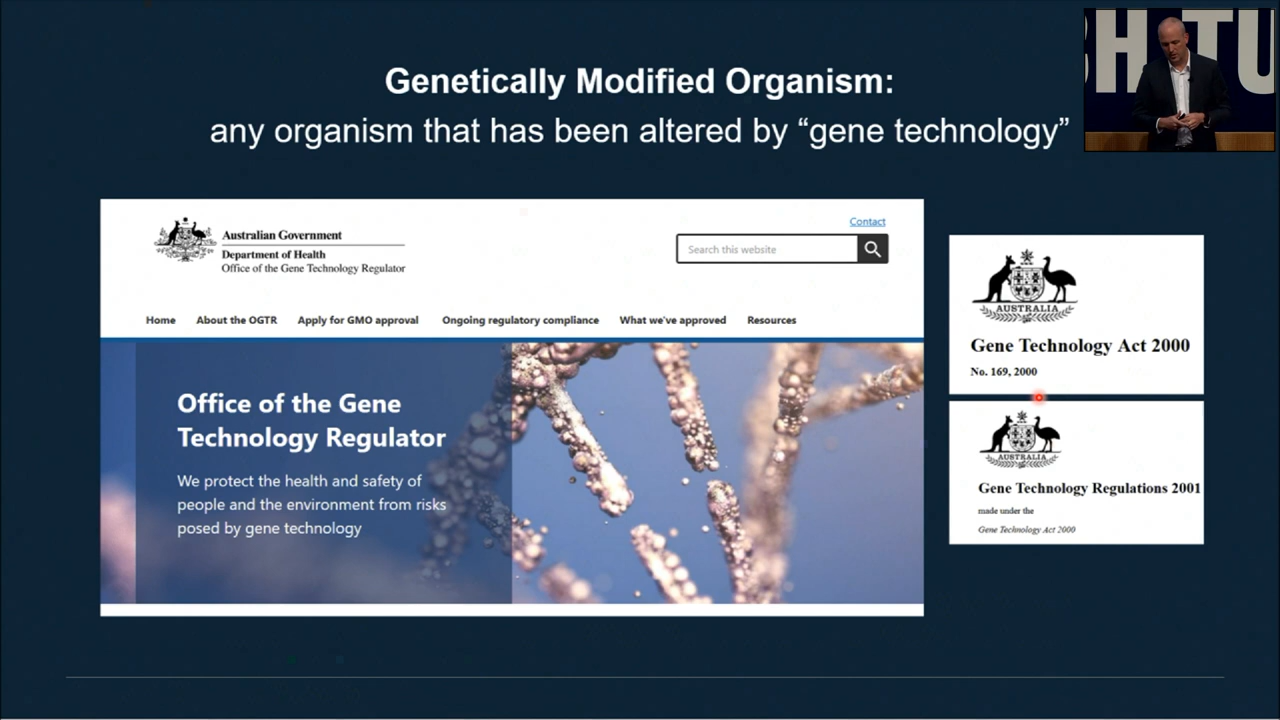 Genetically Modified Organism:
any organism that has been altered by “gene technology”
Australian Government
Department of Health
Office of the Gene Technology Regulator
Contact
Search this website
Home About the OGTR Apply for GMO approval Ongoing regulatory compliance What we've approved Resources
Office of the Gene
Technology Regulator
We protect the health and safety of
people and the environment from risks
posed by gene technology
AUSTRALIA
Gene Technology Act 2000
No. 169, 2000
AUSTRALIA
Gene Technology Regulations 2001
made under the
Gene Technology Act 2000
H TU